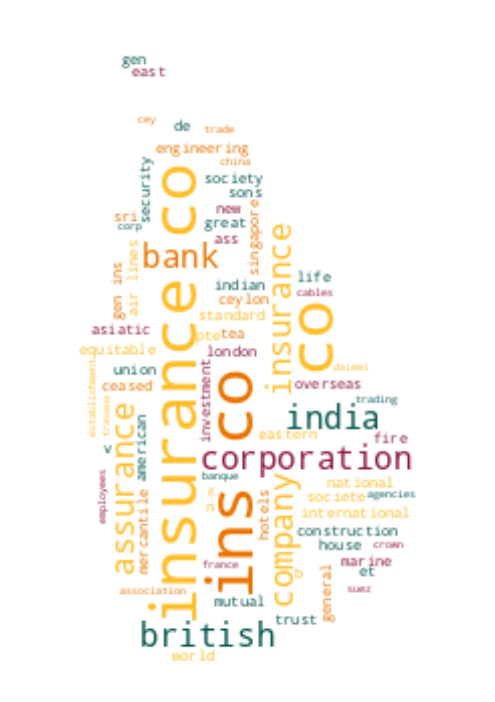 gen
east
cey
de
trade
engineering
china
security
society
sons
insurance co
new
sri
corp
great
singapore
ass
insurance
bank
air lines
gen ins
life
indian
cables
ceylon
co
standard
asiatic
pte
tea
equitable
london
investment
daimei
union
ceased
overseas
establishment
travaux
ins co
trading
assurance
american
india
eastern
fire
v
corporation
employees
banque
company
national
mercantile
hotels
societe
agencies
n
international
construction
house
crown
france
marine
general
et
association
suez
mutual
trust
british
world